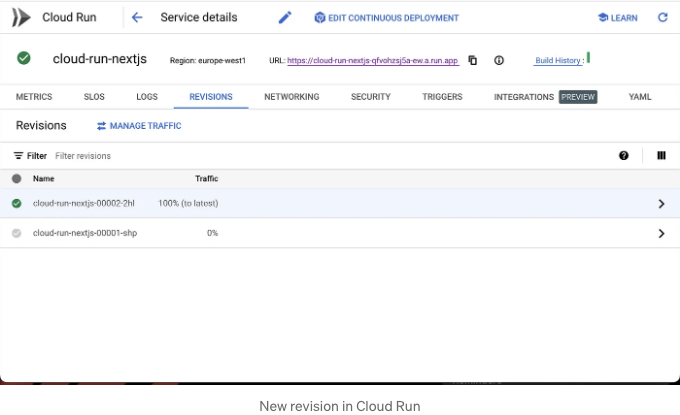 Cloud Run Service details EDIT CONTINUOUS DEPLOYMENT LEARN
cloud-run-nextjs Region: europe-west1 URL: https://cloud-run-nextjs-qfvohzsj5a-ew.a.run.app Build History :
METRICS SLOS LOGS REVISIONS NETWORKING SECURITY TRIGGERS INTEGRATIONS PREVIEW YAML
Revisions MANAGE TRAFFIC
Filter Filter revisions
Name Traffic
cloud-run-nextjs-00002-2hl 100% (to latest)
cloud-run-nextjs-00001-shp 0%
New revision in Cloud Run